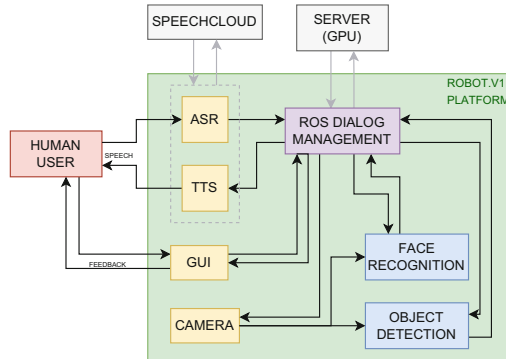 SPEECHCLOUD
SERVER
(GPU)
ROBOT.V1
PLATFORM
ASR
ROS DIALOG
MANAGEMENT
HUMAN
USER
SPEECH
TTS
FEEDBACK
GUI
FACE
RECOGNITION
CAMERA
OBJECT
DETECTION